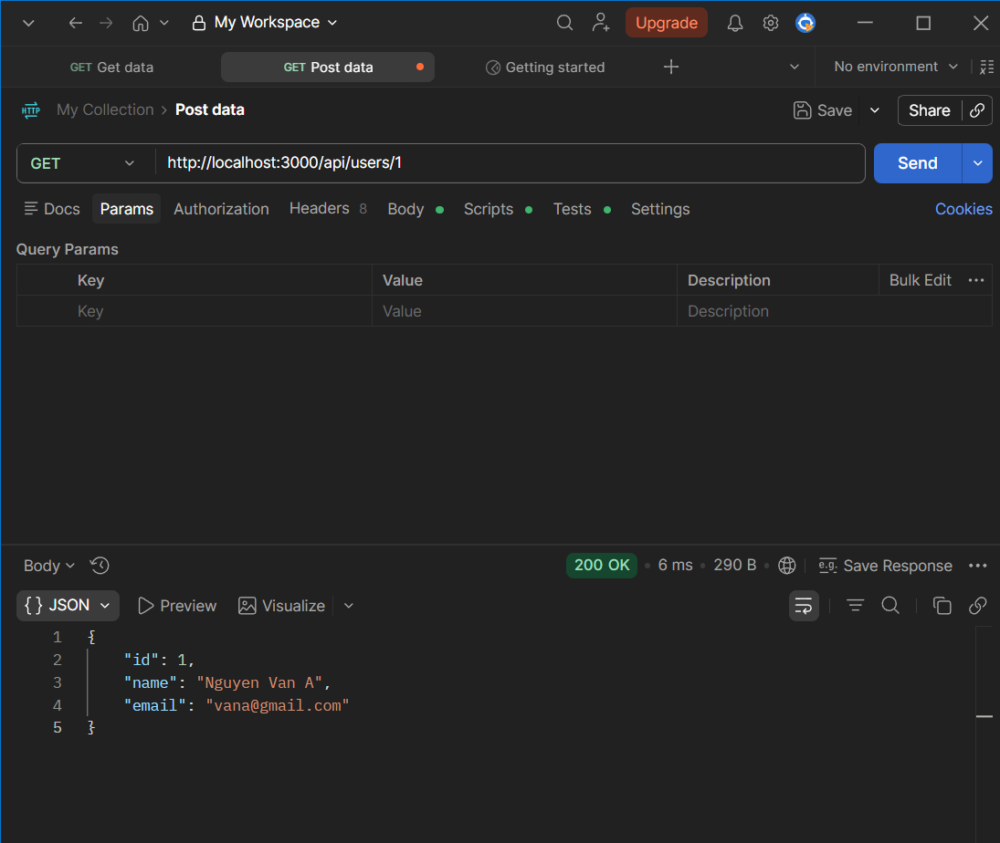 My Workspace Upgrade
GET Get data GET Post data Getting started No environment
HTTP My Collection > Post data Save Share
GET http://localhost:3000/api/users/1 Send
Docs Params Authorization Headers 8 Body Scripts Tests Settings Cookies
Query Params
Key Value Description Bulk Edit
Key Value Description
Body 200 OK 6 ms 290 B e.g. Save Response
{} JSON Preview Visualize
1 {
2 "id": 1,
3 "name": "Nguyen Van A",
4 "email": "vana@gmail.com"
5 }